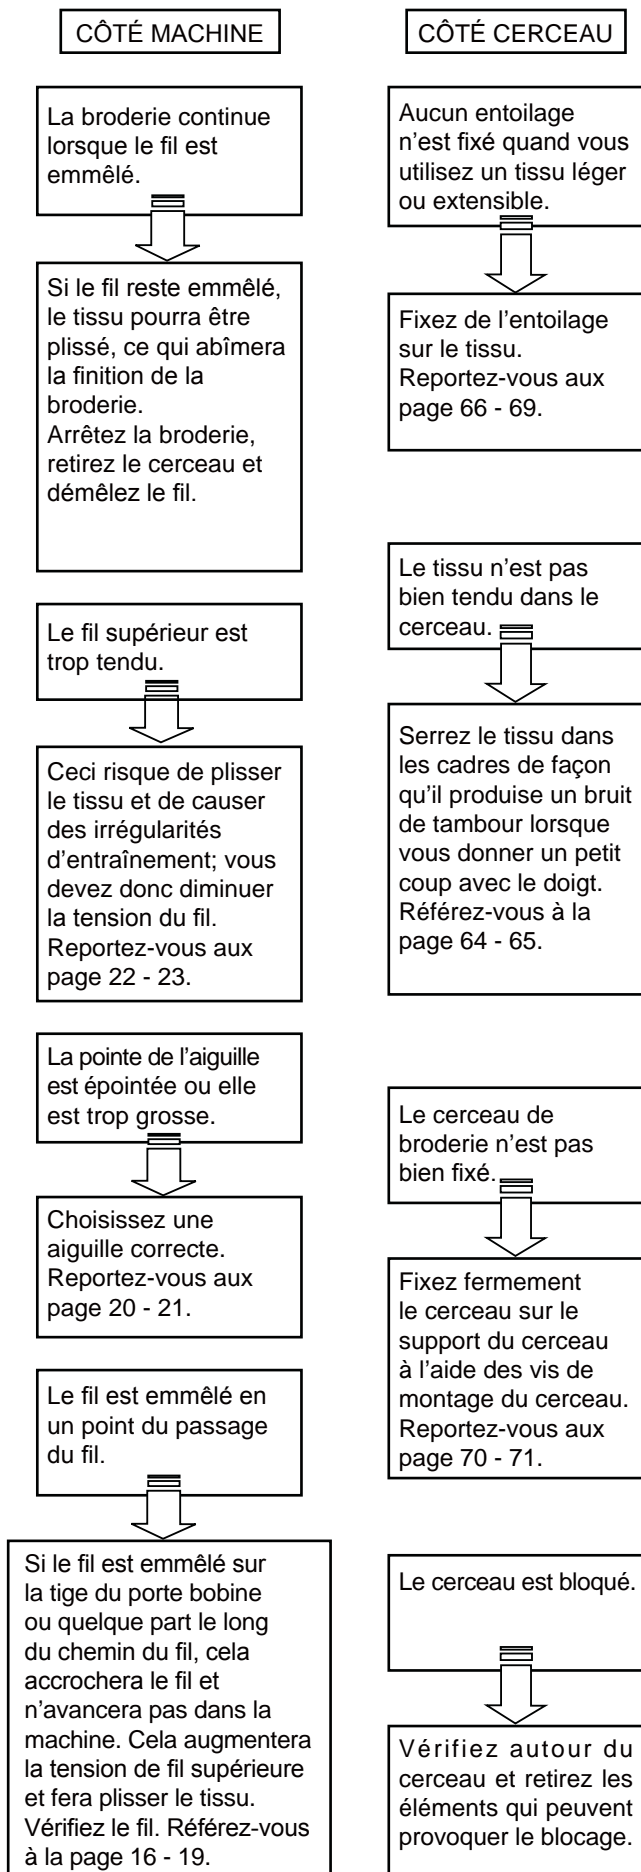 CÔTÉ MACHINE
La broderie continue
lorsque le fil est
emmêlé.
Si le fil reste emmêlé,
le tissu pourra être
plissé, ce qui abîmera
la finition de la
broderie.
Arrêtez la broderie,
retirez le cerceau et
démêlez le fil.
Le fil supérieur est
trop tendu.
Ceci risque de plisser
le tissu et de causer
des irrégularités
d’entraînement; vous
devez donc diminuer
la tension du fil.
Reportez-vous aux
page 22 - 23.
La pointe de l’aiguille
est épointée ou elle
est trop grosse.
Choisissez une
aiguille correcte.
Reportez-vous aux
page 20 - 21.
Le fil est emmêlé en
un point du passage
du fil.
Si le fil est emmêlé sur
la tige du porte bobine
ou quelque part le long
du chemin du fil, cela
accrochera le fil et
n’avancera pas dans la
machine. Cela augmentera
la tension de fil supérieure
et fera plisser le tissu.
Vérifiez le fil. Référez-vous
à la page 16 - 19.
CÔTÉ CERCEAU
Aucun entoilage
n’est fixé quand vous
utilisez un tissu léger
ou extensible.
Fixez de l’entoilage
sur le tissu.
Reportez-vous aux
page 66 - 69.
Le tissu n’est pas
bien tendu dans le
cerceau.
Serrez le tissu dans
les cadres de façon
qu’il produise un bruit
de tambour lorsque
vous donner un petit
coup avec le doigt.
Référez-vous à la
page 64 - 65.
Le cerceau de
broderie n’est pas
bien fixé.
Fixez fermement
le cerceau sur le
support du cerceau
à l’aide des vis de
montage du cerceau.
Reportez-vous aux
page 70 - 71.
Le cerceau est bloqué.
Vérifiez autour du
cerceau et retirez les
éléments qui peuvent
provoquer le blocage.